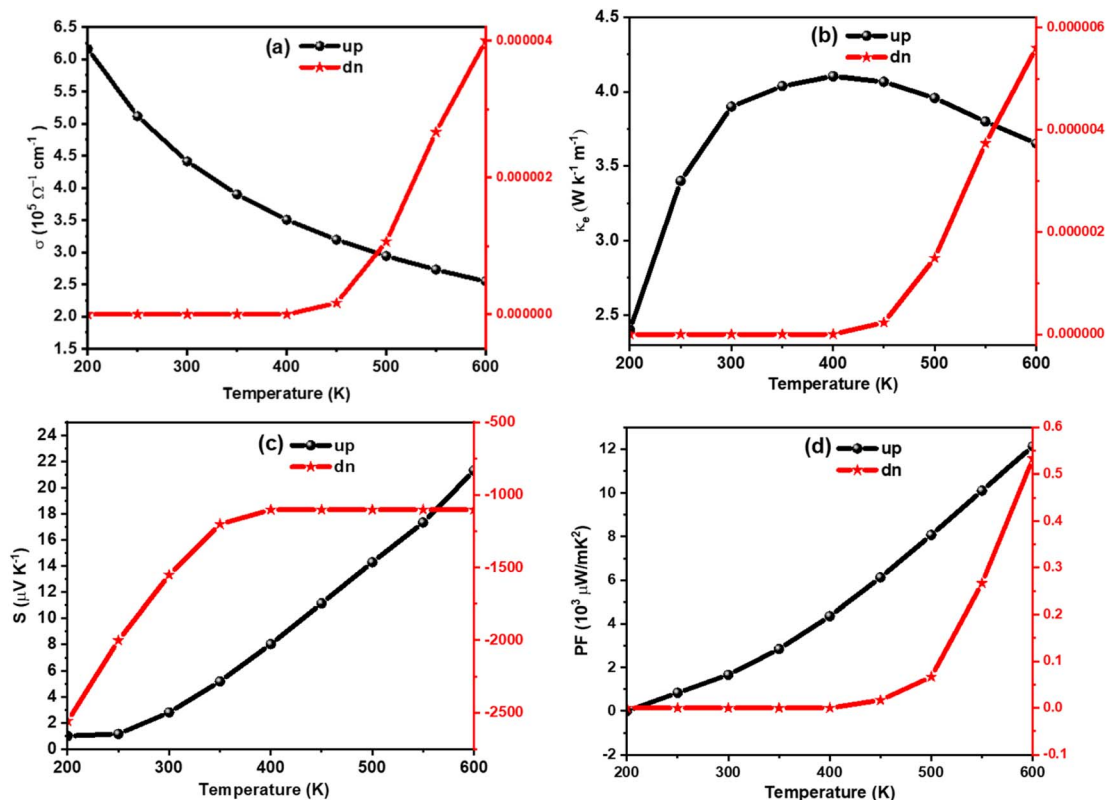 (a)
up
dn
6.5
6.0
5.5
5.0
4.5
4.0
3.5
3.0
2.5
2.0
1.5
σ (10⁵ Ω⁻¹ cm⁻¹)
0.000004
0.000002
0.000000
200 300 400 500 600
Temperature (K)
(b)
up
dn
4.5
4.0
3.5
3.0
2.5
κₑ (W k⁻¹ m⁻¹)
0.000006
0.000004
0.000002
0.000000
200 300 400 500 600
Temperature (K)
(c)
up
dn
24
22
20
18
16
14
12
10
8
6
4
2
0
S (μV K⁻¹)
-500
-1000
-1500
-2000
-2500
200 300 400 500 600
Temperature (K)
(d)
up
dn
12
10
8
6
4
2
0
-2
PF (10³ μW/mK²)
0.6
0.5
0.4
0.3
0.2
0.1
0.0
-0.1
200 300 400 500 600
Temperature (K)